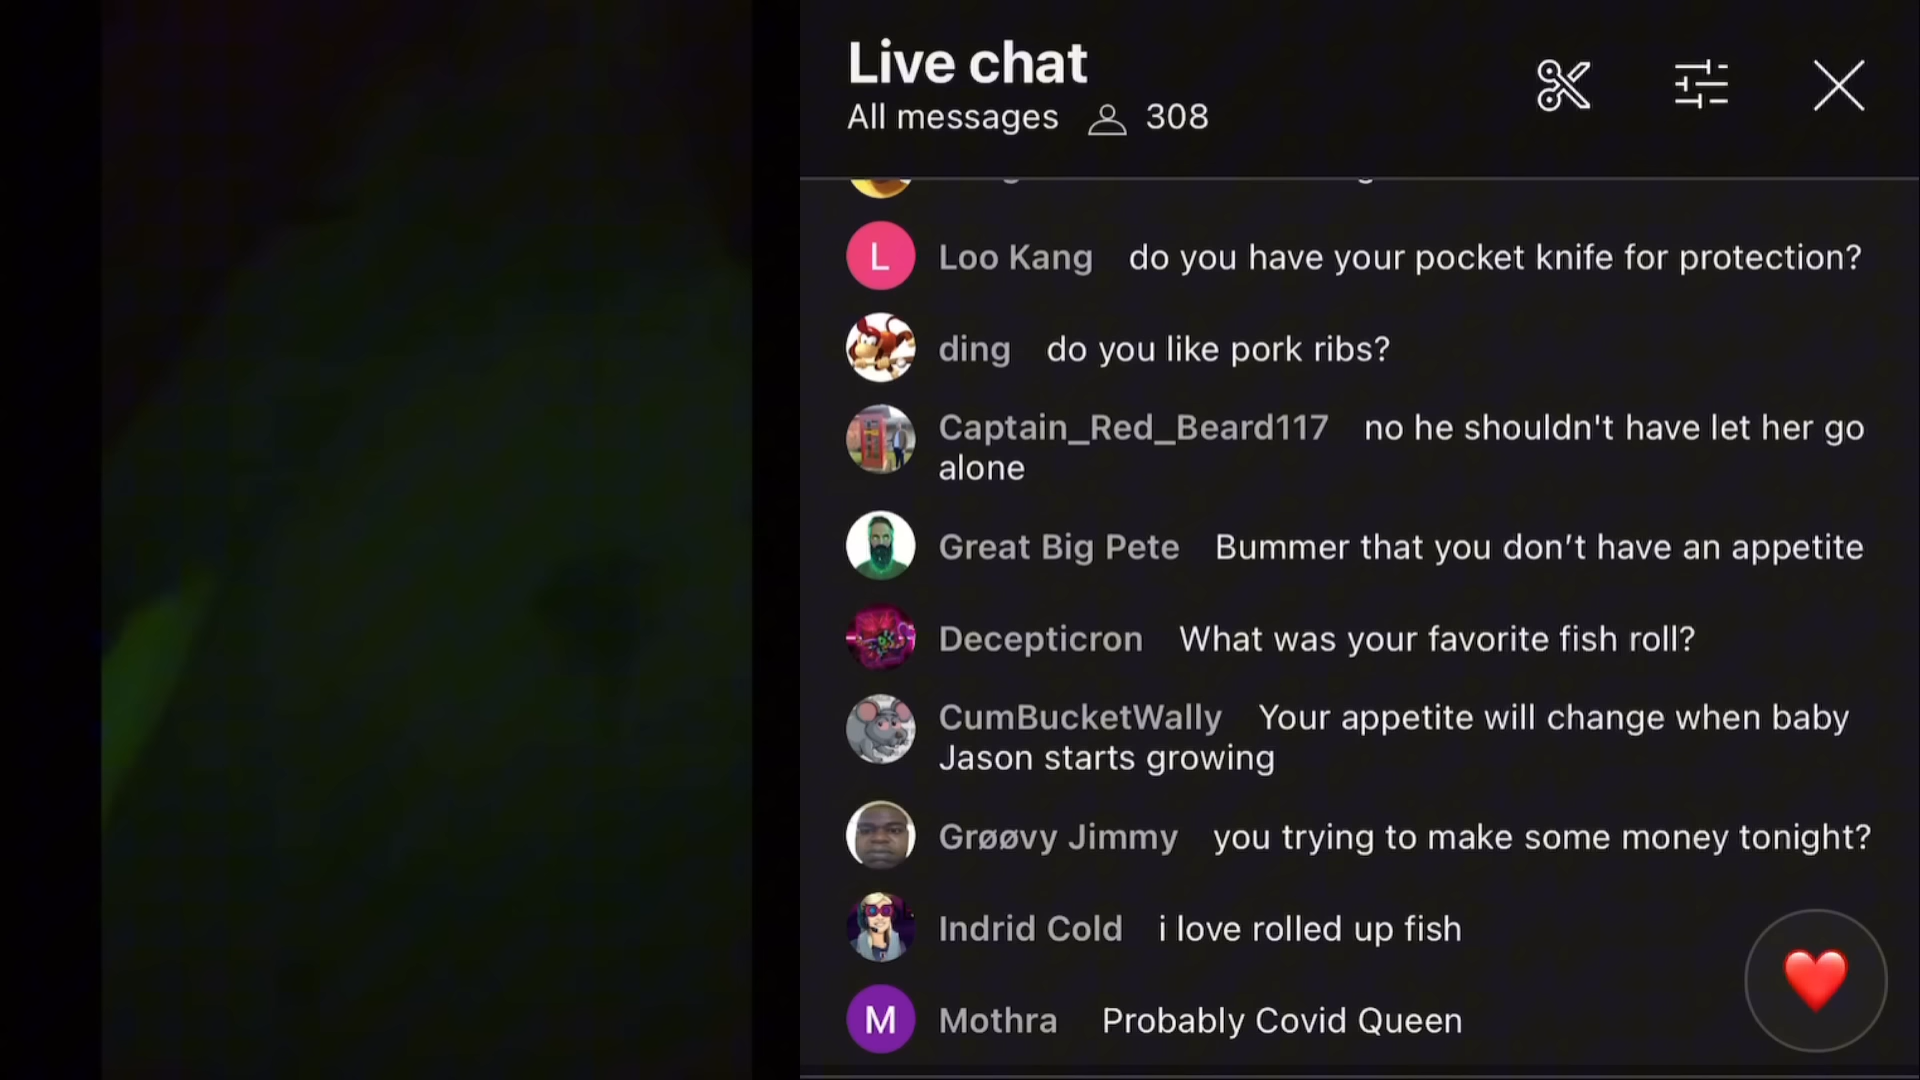 Live chat
All messages 308
L Loo Kang do you have your pocket knife for protection?
ding do you like pork ribs?
Captain_Red_Beard117 no he shouldn't have let her go
alone
Great Big Pete Bummer that you don’t have an appetite
Decepticron What was your favorite fish roll?
CumBucketWally Your appetite will change when baby
Jason starts growing
Grøøvy Jimmy you trying to make some money tonight?
Indrid Cold i love rolled up fish
M Mothra Probably Covid Queen